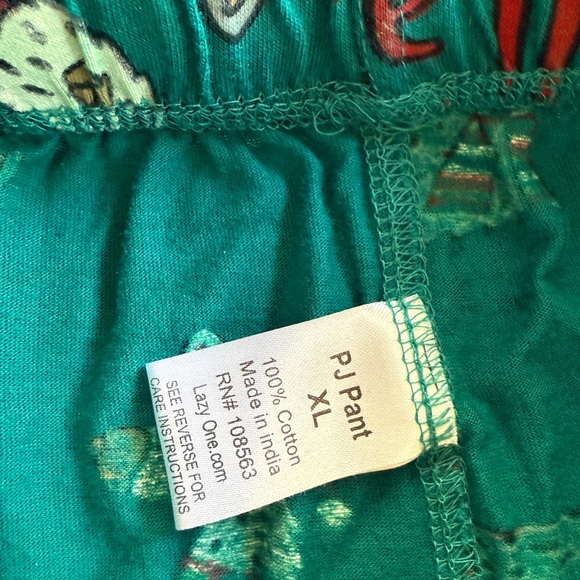 PJ Pant
XL
100% Cotton
Made in India
RN# 108563
Lazy One.com
SEE REVERSE FOR
CARE INSTRUCTIONS